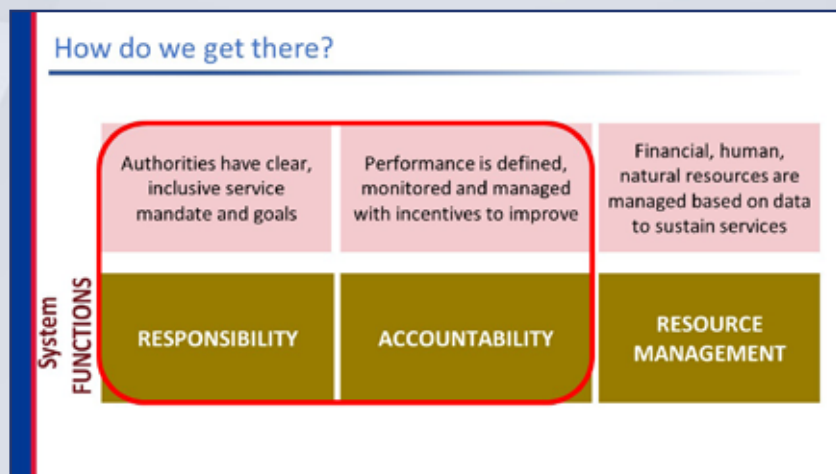 How do we get there?
Authorities have clear,
inclusive service
mandate and goals
Performance is defined,
monitored and managed
with incentives to improve
Financial, human,
natural resources are
managed based on data
to sustain services
System
FUNCTIONS
RESPONSIBILITY
ACCOUNTABILITY
RESOURCE
MANAGEMENT